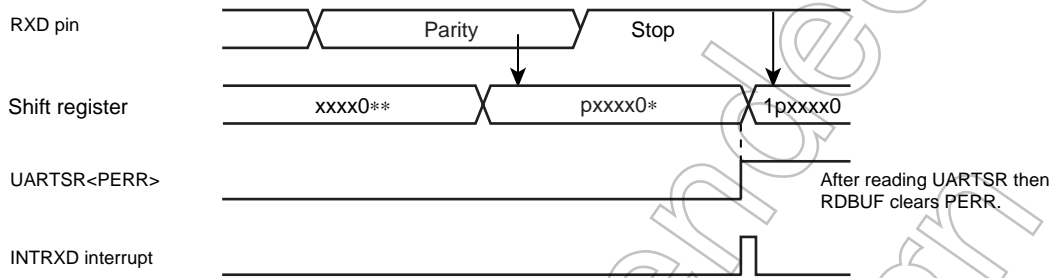 RXD pin
Parity
Stop
Shift register
xxxx0**
pxxxx0*
1pxxxx0
UARTSR<PERR>
After reading UARTSR then
RDBUF clears PERR.
INTRXD interrupt